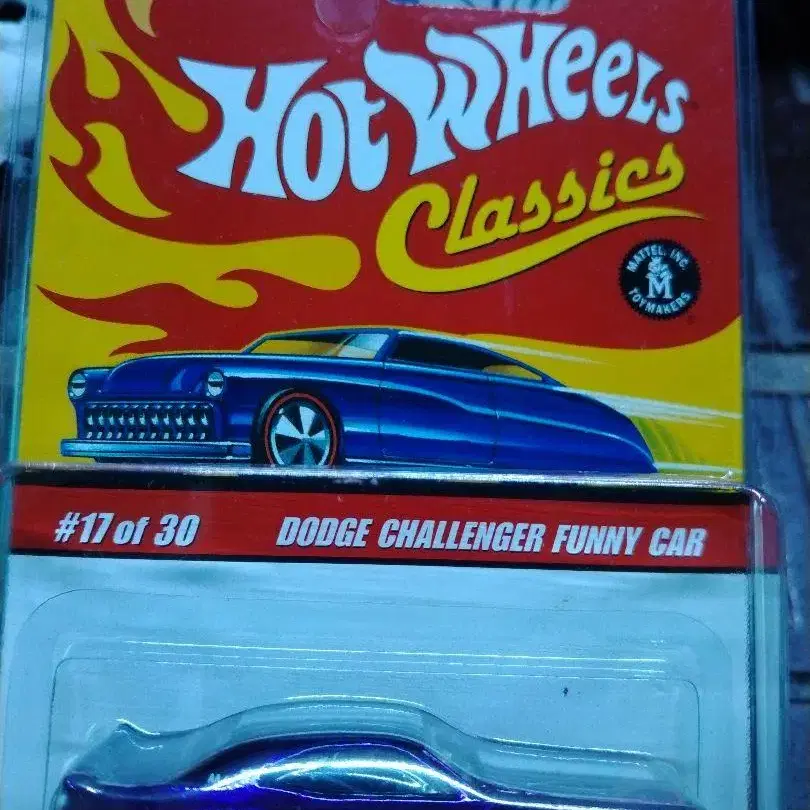 HOT WHEELS
Classics
MATTEL, INC.
M
TOYMAKERS
#17 of 30 DODGE CHALLENGER FUNNY CAR